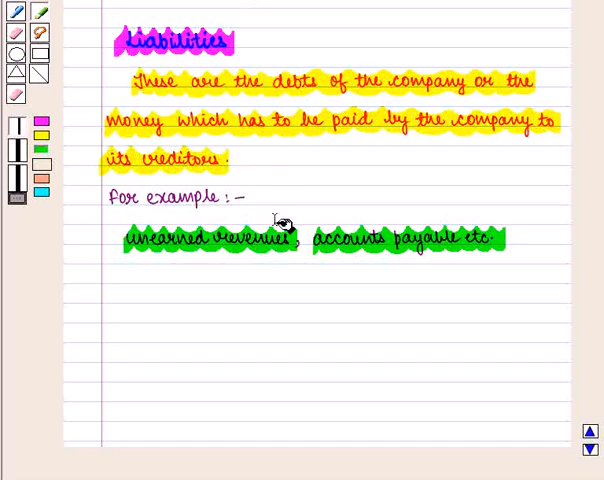 Liabilities
These are the debts of the company or the
money which has to be paid by the company to
its creditors.
For example : -
unearned revenues, accounts payable etc.